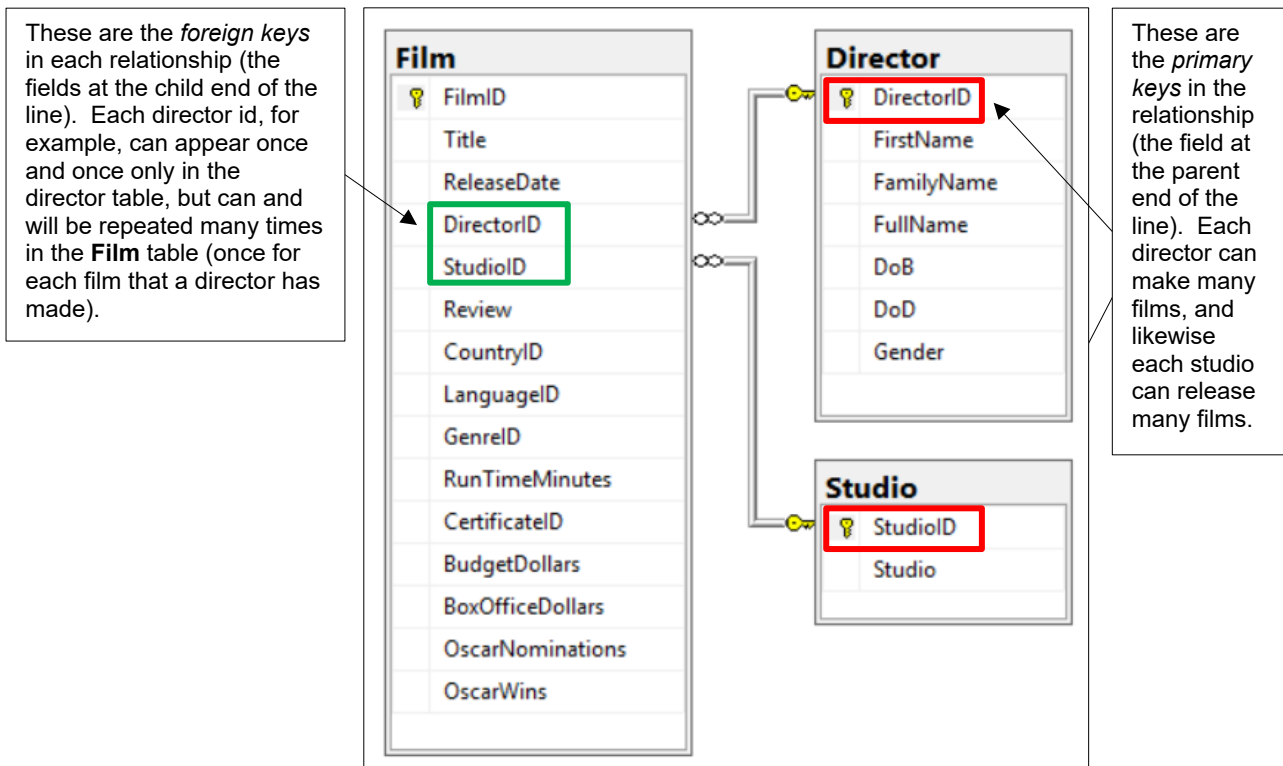 These are the foreign keys
in each relationship (the
fields at the child end of the
line).  Each director id, for
example, can appear once
and once only in the
director table, but can and
will be repeated many times
in the Film table (once for
each film that a director has
made).
Film
FilmID
Title
ReleaseDate
DirectorID
StudioID
Review
CountryID
LanguageID
GenreID
RunTimeMinutes
CertificateID
BudgetDollars
BoxOfficeDollars
OscarNominations
OscarWins
Director
DirectorID
FirstName
FamilyName
FullName
DoB
DoD
Gender
Studio
StudioID
Studio
These are
the primary
keys in the
relationship
(the field at
the parent
end of the
line).  Each
director can
make many
films, and
likewise
each studio
can release
many films.